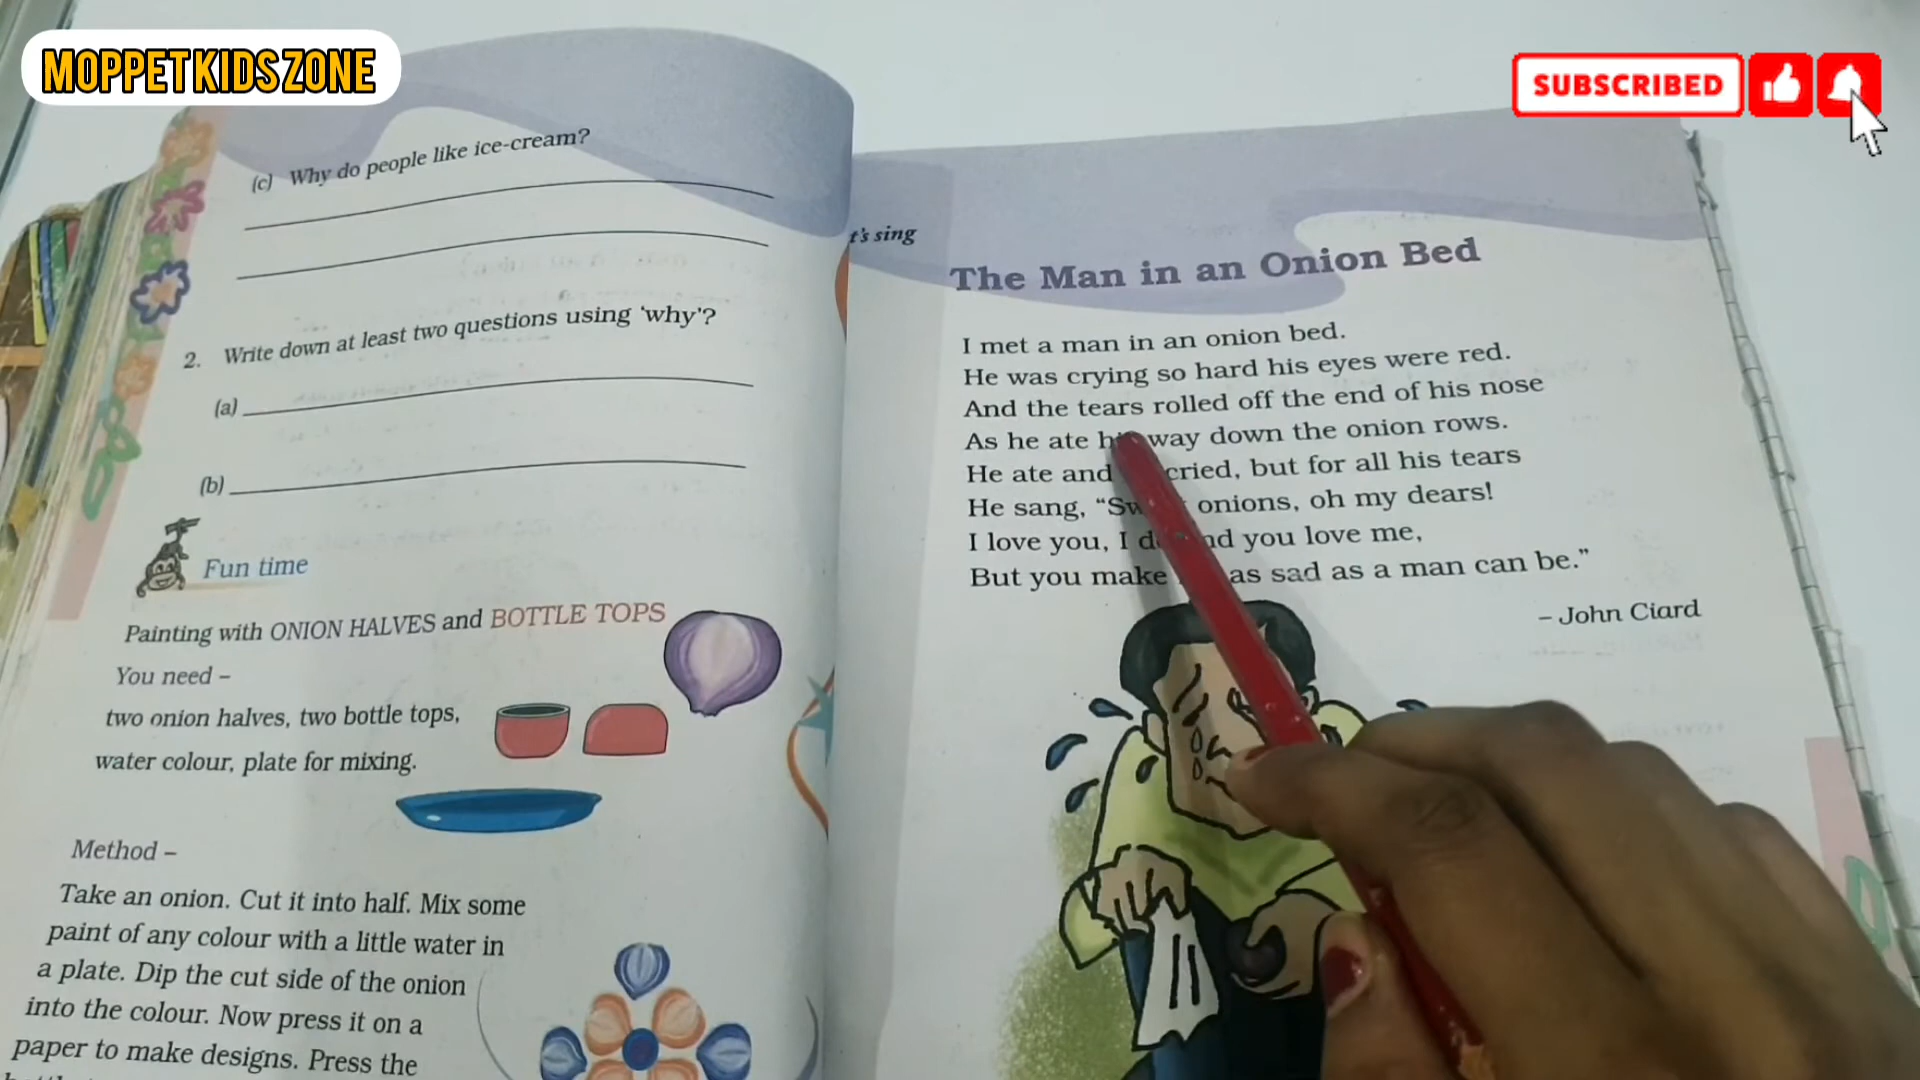 MOPPET KIDS ZONE
SUBSCRIBED
(c) Why do people like ice-cream?
2. Write down at least two questions using ‘why’?
(a)
(b)
Fun time
Painting with ONION HALVES and BOTTLE TOPS
You need –
two onion halves, two bottle tops,
water colour, plate for mixing.
Method –
Take an onion. Cut it into half. Mix some
paint of any colour with a little water in
a plate. Dip the cut side of the onion
into the colour. Now press it on a
paper to make designs. Press the
t’s sing
The Man in an Onion Bed
I met a man in an onion bed.
He was crying so hard his eyes were red.
And the tears rolled off the end of his nose
As he ate way down the onion rows.
He ate and cried, but for all his tears
He sang, “ onions, oh my dears!
I love you, I you love me,
But you make as sad as a man can be.”
– John Ciard